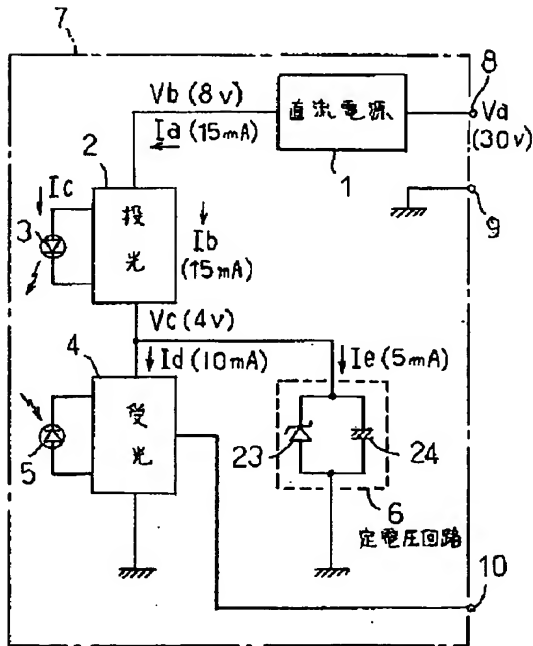 7
8
Vb (8v)
直流電源
Va
(30v)
Ia (15mA)
2
1
Ic
投光
3
Ib
(15mA)
9
Vc (4v)
4
Id (10mA)
Ie (5mA)
受光
5
23
24
6
定電圧回路
10